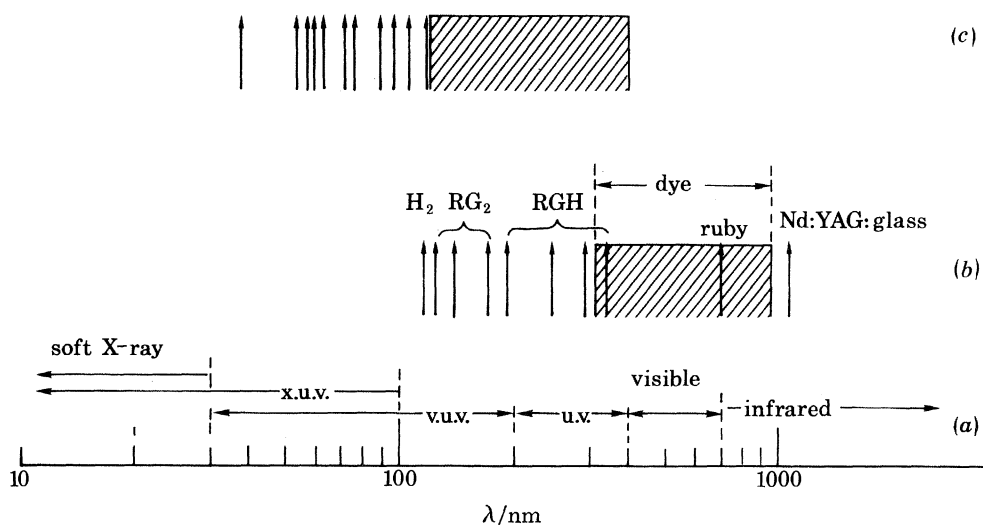 (c)
dye
H₂ RG₂ RGH
ruby Nd:YAG:glass
(b)
soft X-ray
x.u.v. visible
v.u.v. u.v. infrared
(a)
10 100 1000
λ/nm